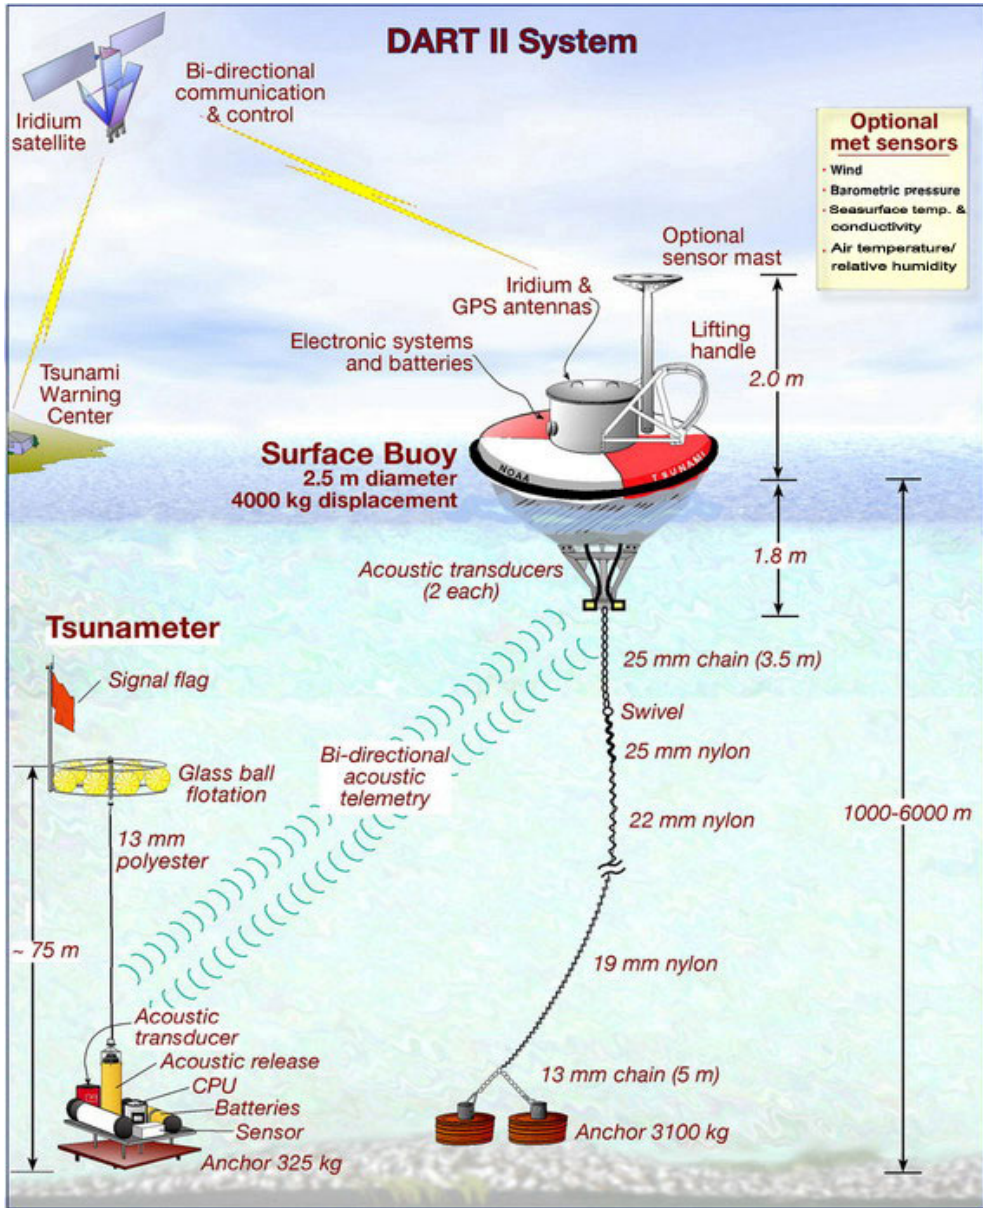 DART II System
Bi-directional
communication
& control
Iridium
satellite
Optional
met sensors
• Wind
• Barometric pressure
• Seasurface temp. &
conductivity
• Air temperature/
relative humidity
Optional
sensor mast
Iridium &
GPS antennas
Electronic systems
and batteries
Lifting
handle
2.0 m
Tsunami
Warning
Center
Surface Buoy
2.5 m diameter
4000 kg displacement
NOAA
TSUNAMI
1.8 m
Acoustic transducers
(2 each)
Tsunameter
Signal flag
25 mm chain (3.5 m)
Swivel
25 mm nylon
Bi-directional
acoustic
telemetry
Glass ball
flotation
22 mm nylon
1000-6000 m
13 mm
polyester
~ 75 m
19 mm nylon
Acoustic
transducer
Acoustic release
CPU
Batteries
Sensor
Anchor 325 kg
13 mm chain (5 m)
Anchor 3100 kg